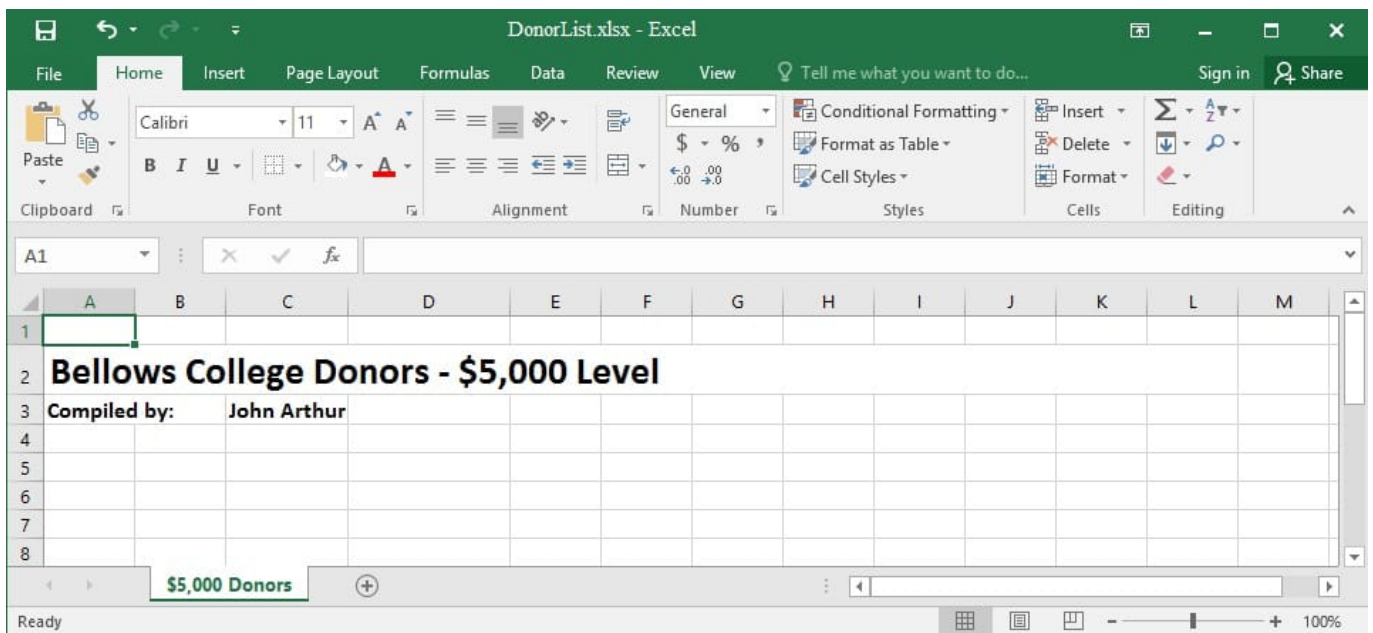 DonorList.xlsx - Excel
File Home Insert Page Layout Formulas Data Review View Tell me what you want to do... Sign in Share
Paste
Calibri 11 A A
B I U A
General
$ % ,
.00 .0
Conditional Formatting
Format as Table
Cell Styles
Insert
Delete
Format
Clipboard Font Alignment Number Styles Cells Editing
A1 fx
A B C D E F G H I J K L M
1
2 Bellows College Donors - $5,000 Level
3 Compiled by: John Arthur
4
5
6
7
8
$5,000 Donors
Ready 100%